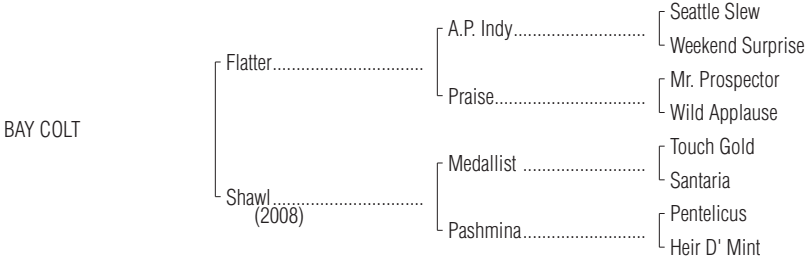 Seattle Slew
A.P. Indy..............................
Weekend Surprise
Flatter..................................
Mr. Prospector
Praise..................................
Wild Applause
BAY COLT
Touch Gold
Medallist ............................
Santaria
Shawl..................................
(2008)
Pentelicus
Pashmina............................
Heir D' Mint